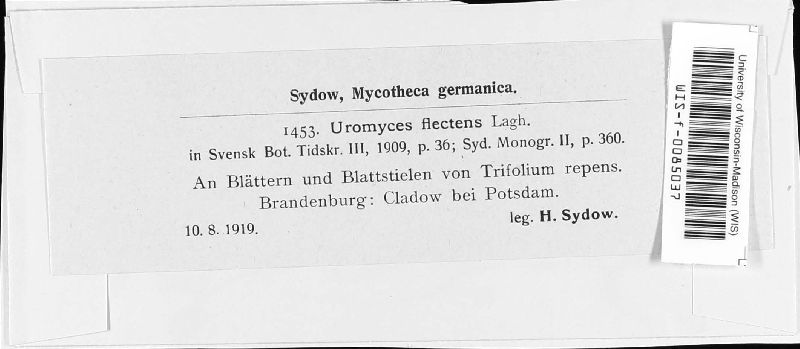 Sydow, Mycotheca germanica.
1453. Uromyces flectens Lagh.
in Svensk Bot. Tidskr. III, 1909, p. 36; Syd. Monogr. II, p. 360.
An Blättern und Blattstielen von Trifolium repens.
Brandenburg: Cladow bei Potsdam.
10. 8. 1919.
leg. H. Sydow.
University of Wisconsin-Madison (WIS)
WIS-f-0085037